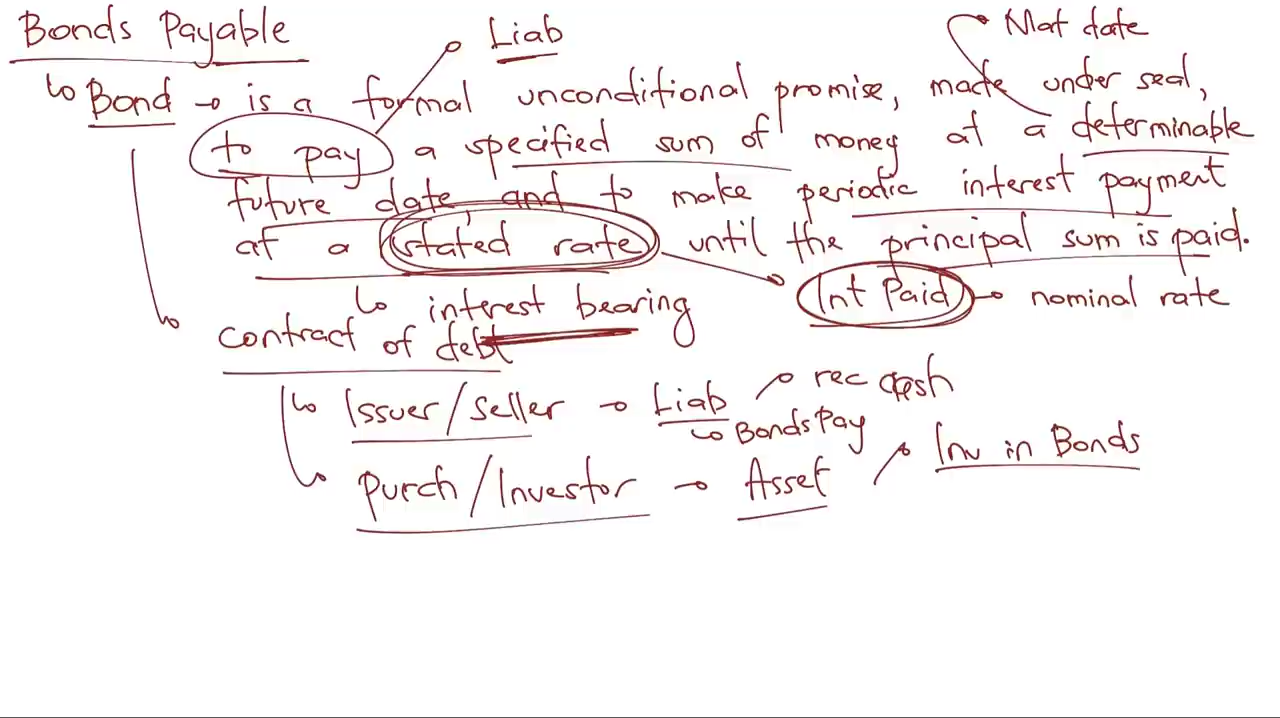 Bonds Payable
Liab
Mat date
Bond → is a formal unconditional promise, made under seal,
to pay a specified sum of money at a determinable
future date, and to make periodic interest payment
at a stated rate until the principal sum is paid.
interest bearing
Int Paid → nominal rate
contract of debt
Issuer/Seller → Liab rec cash
Bonds Pay
Purch/Investor → Asset Inv in Bonds